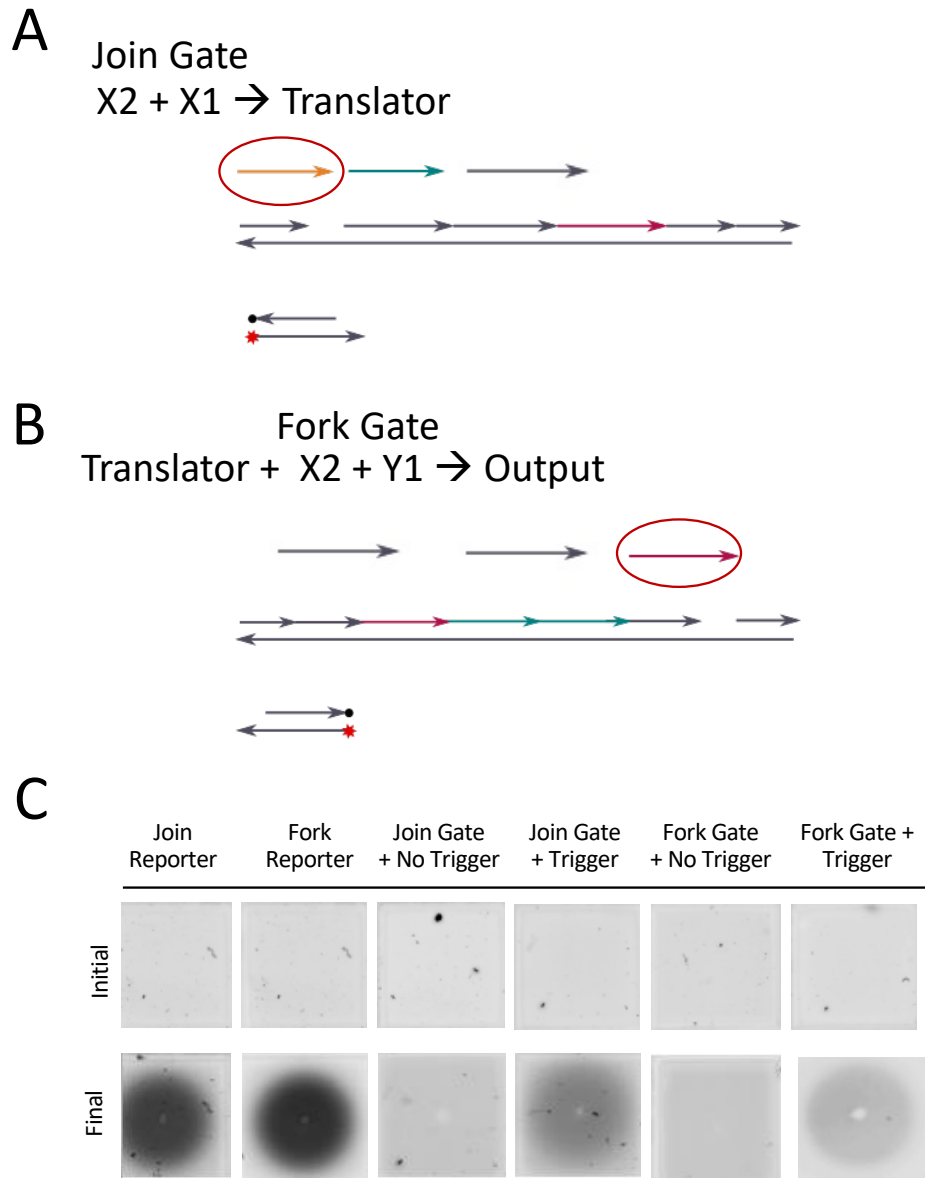 A
Join Gate
X2 + X1 → Translator
B
Fork Gate
Translator + X2 + Y1 → Output
C
Join Reporter
Fork Reporter
Join Gate + No Trigger
Join Gate + Trigger
Fork Gate + No Trigger
Fork Gate + Trigger
Initial
Final